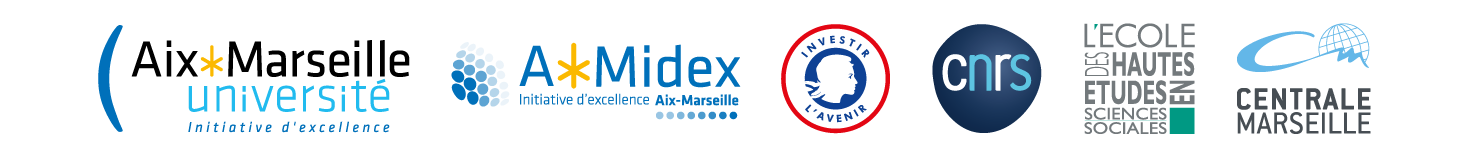 Aix*Marseille
université
Initiative d'excellence
A*Midex
Initiative d'excellence Aix-Marseille
INVESTIR
L'AVENIR
cnrs
L'ECOLE
DES HAUTES
ETUDES EN
SCIENCES
SOCIALES
CENTRALE
MARSEILLE